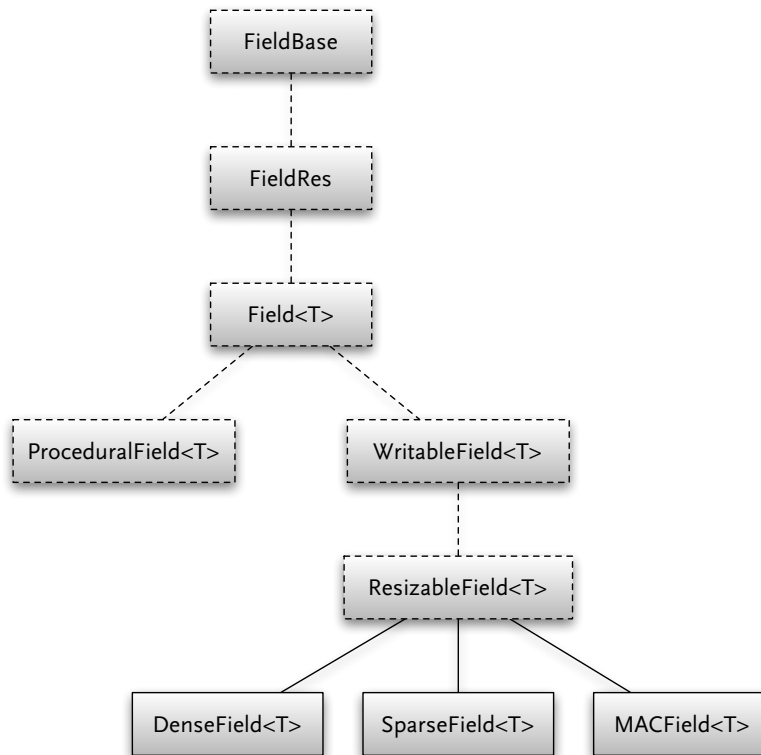 FieldBase
FieldRes
Field<T>
ProceduralField<T>
WritableField<T>
ResizableField<T>
DenseField<T>
SparseField<T>
MACField<T>